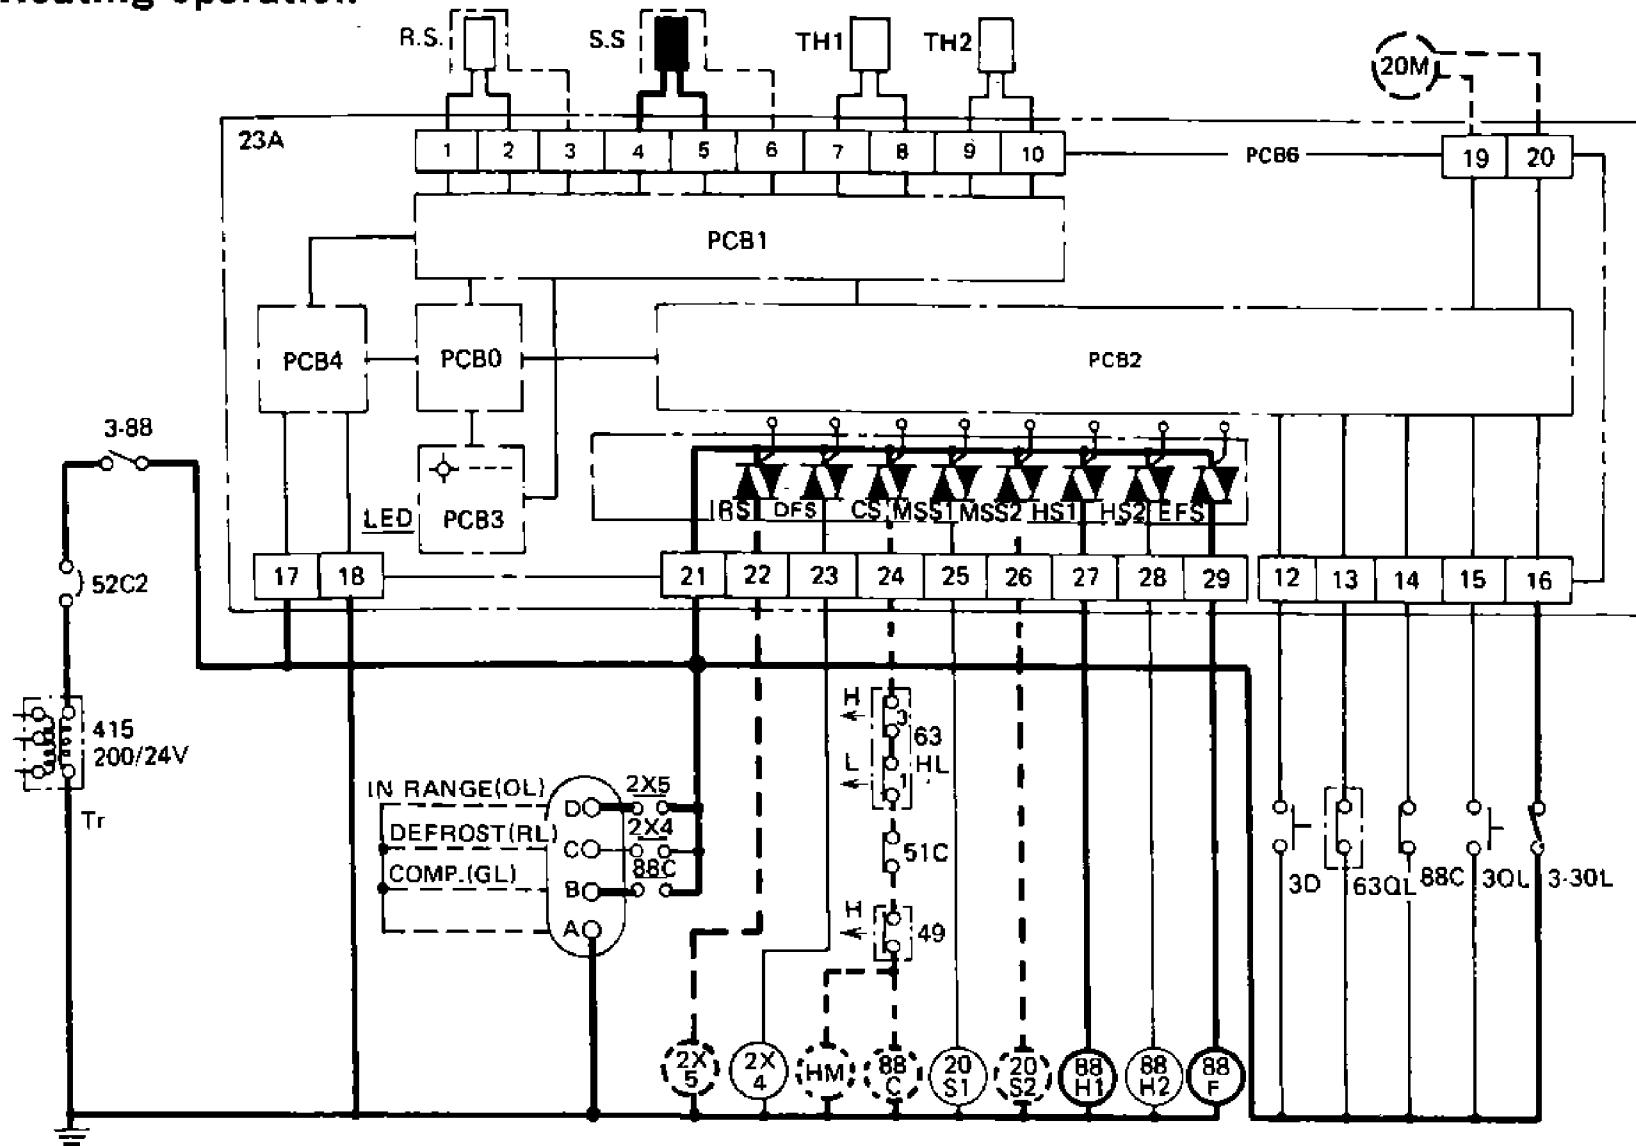 Heating operation
R.S.
S.S
TH1
TH2
20M
23A
1 2 3 4 5 6 7 8 9 10
PCB6
19 20
PCB1
PCB4
PCB0
PCB2
3-88
LED
PCB3
IRS DFS CS MSS1 MSS2 HS1 HS2 EFS
17 18
21 22 23 24 25 26 27 28 29
12 13 14 15 16
52C2
415
200/24V
Tr
H
3
63
L
HL
1
IN RANGE(OL)
D
2X5
DEFROST(RL)
2X4
C
88C
COMP.(GL)
B
A
51C
H
49
3D
63QL
88C
3QL
3-30L
2X
5
2X
4
HM
88
C
20
S1
20
S2
88
H1
88
H2
88
F